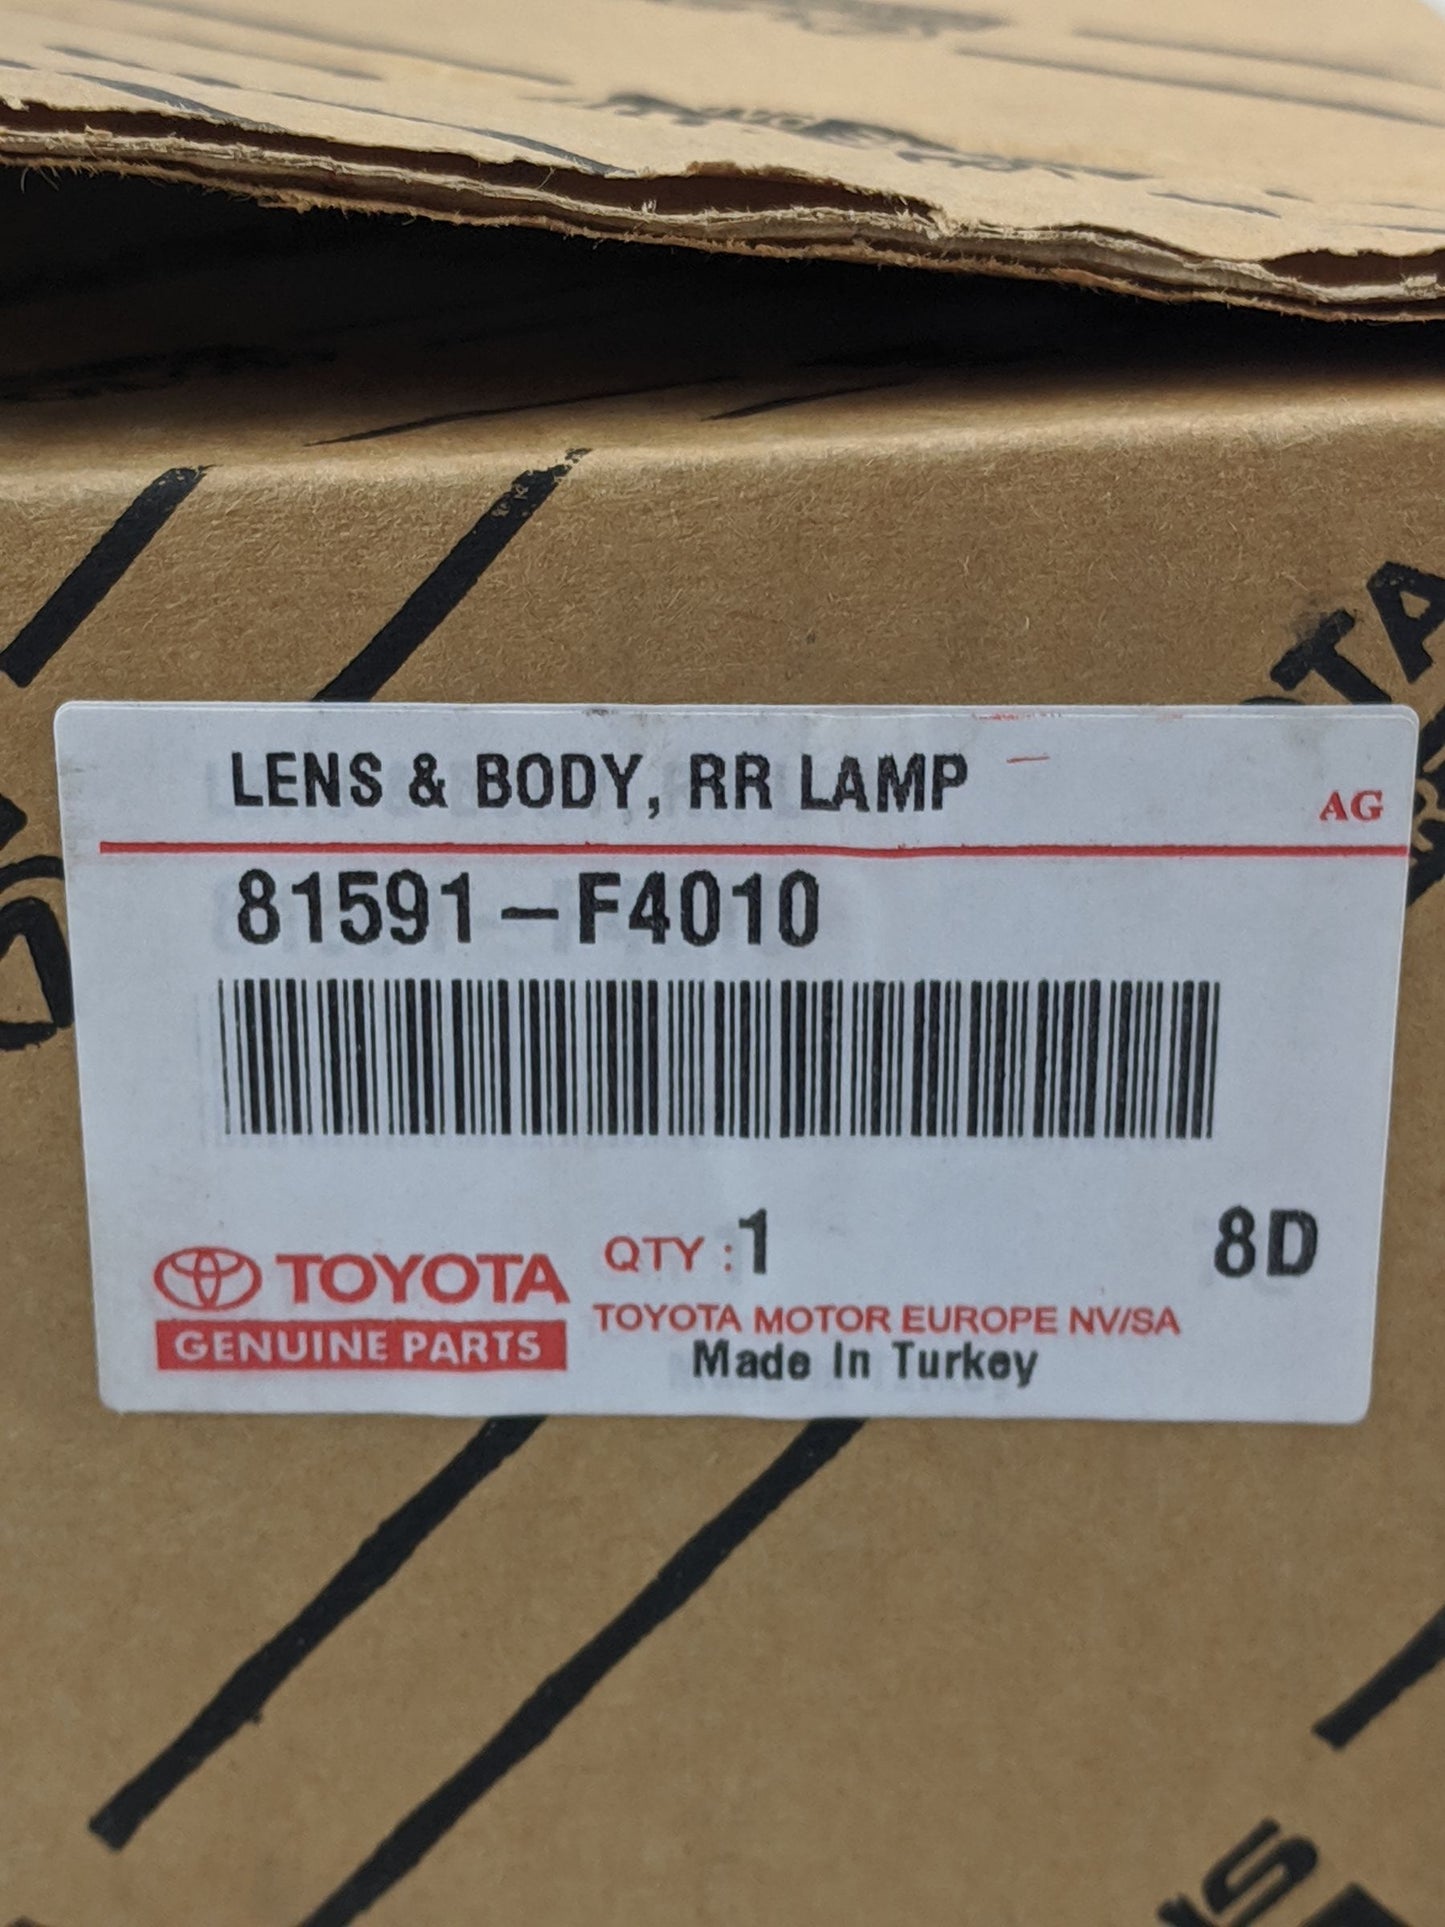 LENS & BODY, RR LAMP
AG
81591-F4010
QTY : 1
8D
TOYOTA
GENUINE PARTS
TOYOTA MOTOR EUROPE NV/SA
Made In Turkey